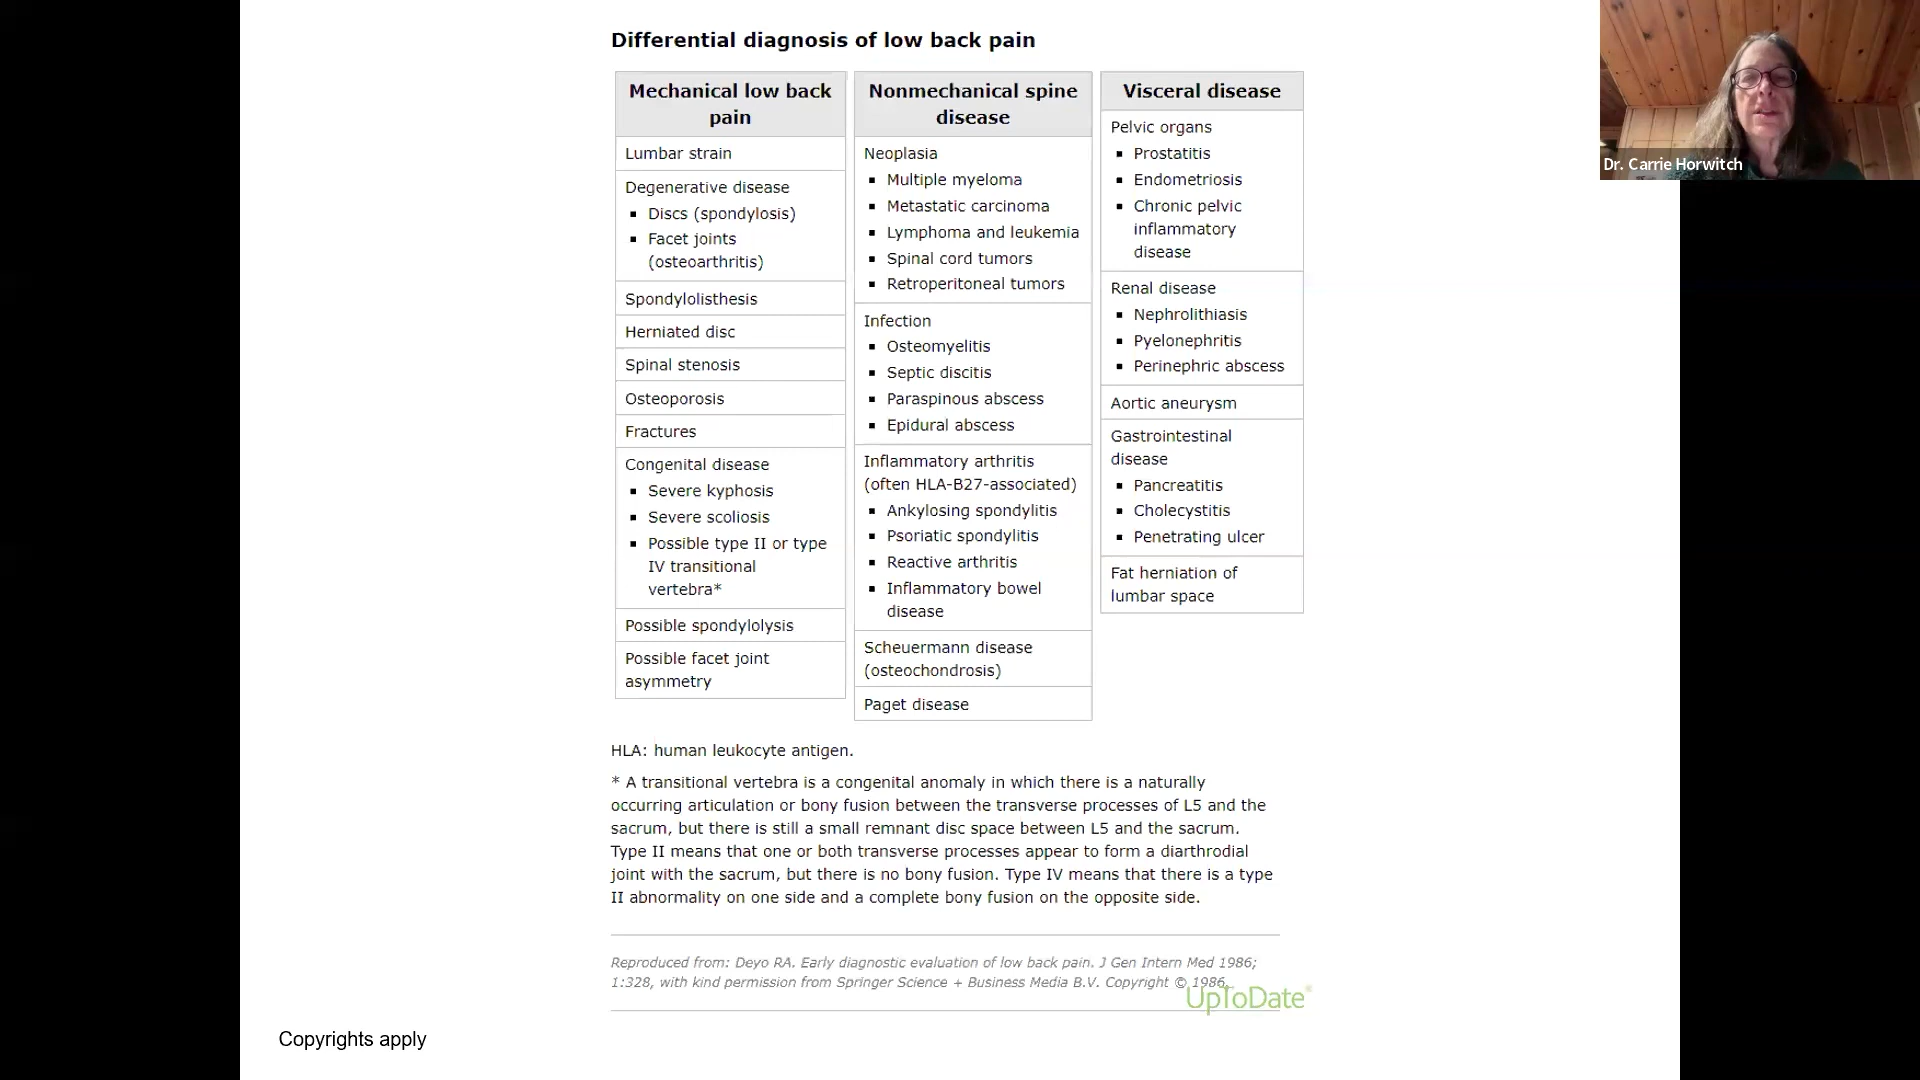 Differential diagnosis of low back pain
Mechanical low back
pain
Lumbar strain
Degenerative disease
▪ Discs (spondylosis)
▪ Facet joints
(osteoarthritis)
Spondylolisthesis
Herniated disc
Spinal stenosis
Osteoporosis
Fractures
Congenital disease
▪ Severe kyphosis
▪ Severe scoliosis
▪ Possible type II or type
IV transitional
vertebra*
Possible spondylolysis
Possible facet joint
asymmetry
Nonmechanical spine
disease
Neoplasia
▪ Multiple myeloma
▪ Metastatic carcinoma
▪ Lymphoma and leukemia
▪ Spinal cord tumors
▪ Retroperitoneal tumors
Infection
▪ Osteomyelitis
▪ Septic discitis
▪ Paraspinous abscess
▪ Epidural abscess
Inflammatory arthritis
(often HLA-B27-associated)
▪ Ankylosing spondylitis
▪ Psoriatic spondylitis
▪ Reactive arthritis
▪ Inflammatory bowel
disease
Scheuermann disease
(osteochondrosis)
Paget disease
Visceral disease
Pelvic organs
▪ Prostatitis
▪ Endometriosis
▪ Chronic pelvic
inflammatory
disease
Renal disease
▪ Nephrolithiasis
▪ Pyelonephritis
▪ Perinephric abscess
Aortic aneurysm
Gastrointestinal
disease
▪ Pancreatitis
▪ Cholecystitis
▪ Penetrating ulcer
Fat herniation of
lumbar space
HLA: human leukocyte antigen.
* A transitional vertebra is a congenital anomaly in which there is a naturally
occurring articulation or bony fusion between the transverse processes of L5 and the
sacrum, but there is still a small remnant disc space between L5 and the sacrum.
Type II means that one or both transverse processes appear to form a diarthrodial
joint with the sacrum, but there is no bony fusion. Type IV means that there is a type
II abnormality on one side and a complete bony fusion on the opposite side.
Reproduced from: Deyo RA. Early diagnostic evaluation of low back pain. J Gen Intern Med 1986;
1:328, with kind permission from Springer Science + Business Media B.V. Copyright © 1986.
UpToDate®
Copyrights apply
Dr. Carrie Horwitch